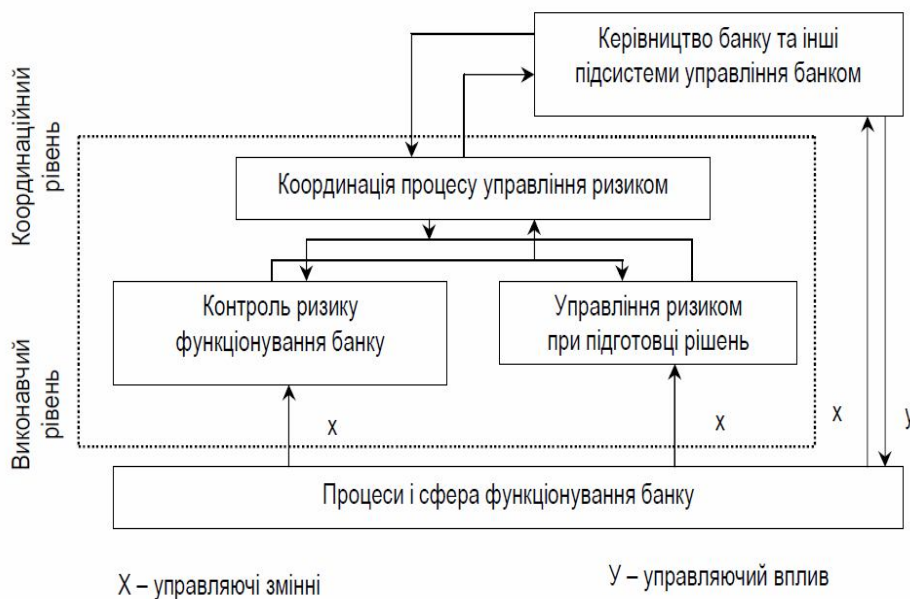 Керівництво банку та інші
підсистеми управління банком
Координаційний
рівень
Координація процесу управління ризиком
Контроль ризику
функціонування банку
Управління ризиком
при підготовці рішень
Виконавчий
рівень
х
х
х
у
Процеси і сфера функціонування банку
Х – управляючі змінні
У – управляючий вплив